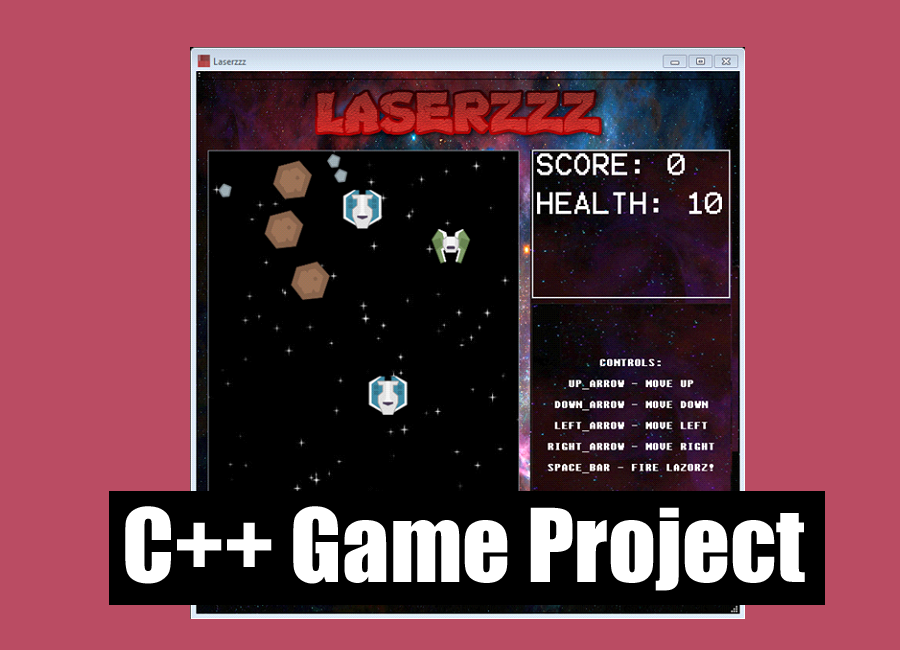 Laserzzz
LASERZZZ
SCORE: 0
HEALTH: 10
CONTROLS:
UP_ARROW - MOVE UP
DOWN_ARROW - MOVE DOWN
LEFT_ARROW - MOVE LEFT
RIGHT_ARROW - MOVE RIGHT
SPACE_BAR - FIRE LAZORZ!
C++ Game Project